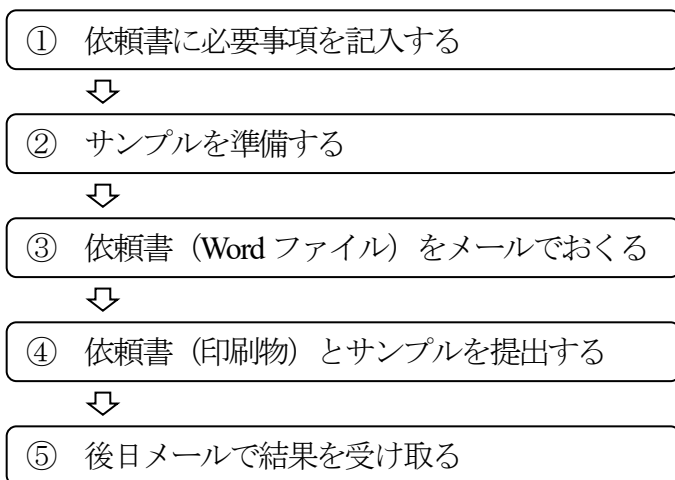 ① 依頼書に必要事項を記入する
② サンプルを準備する
③ 依頼書（Word ファイル）をメールでおくる
④ 依頼書（印刷物）とサンプルを提出する
⑤ 後日メールで結果を受け取る